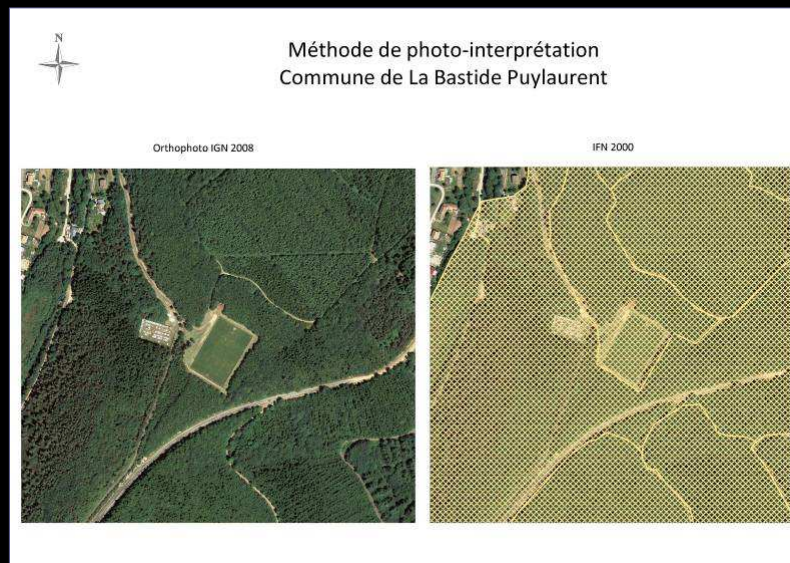 N
Méthode de photo-interprétation
Commune de La Bastide Puylaurent
Orthophoto IGN 2008
IFN 2000